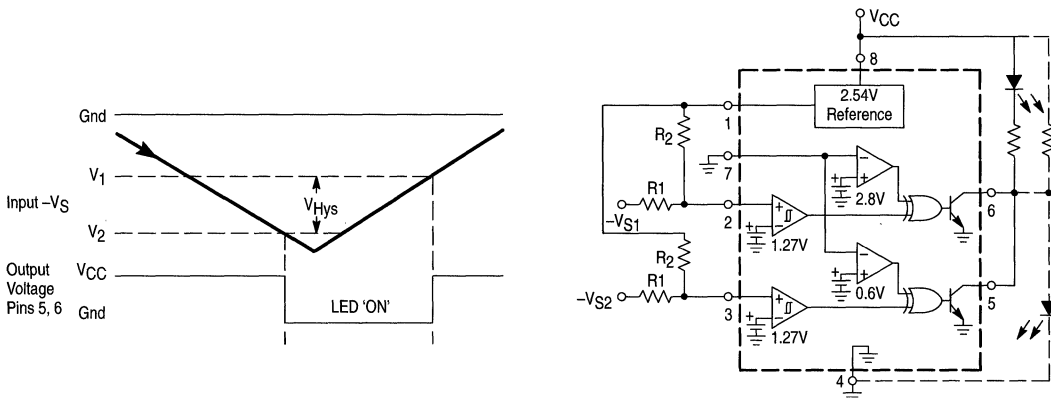 Gnd
V1
Input –VS
VHys
V2
Output
Voltage
Pins 5, 6
VCC
Gnd
LED ‘ON’
VCC
8
2.54V
Reference
1
R2
7
2.8V
R1
–VS1
2
1.27V
6
R2
R1
–VS2
3
0.6V
1.27V
5
4